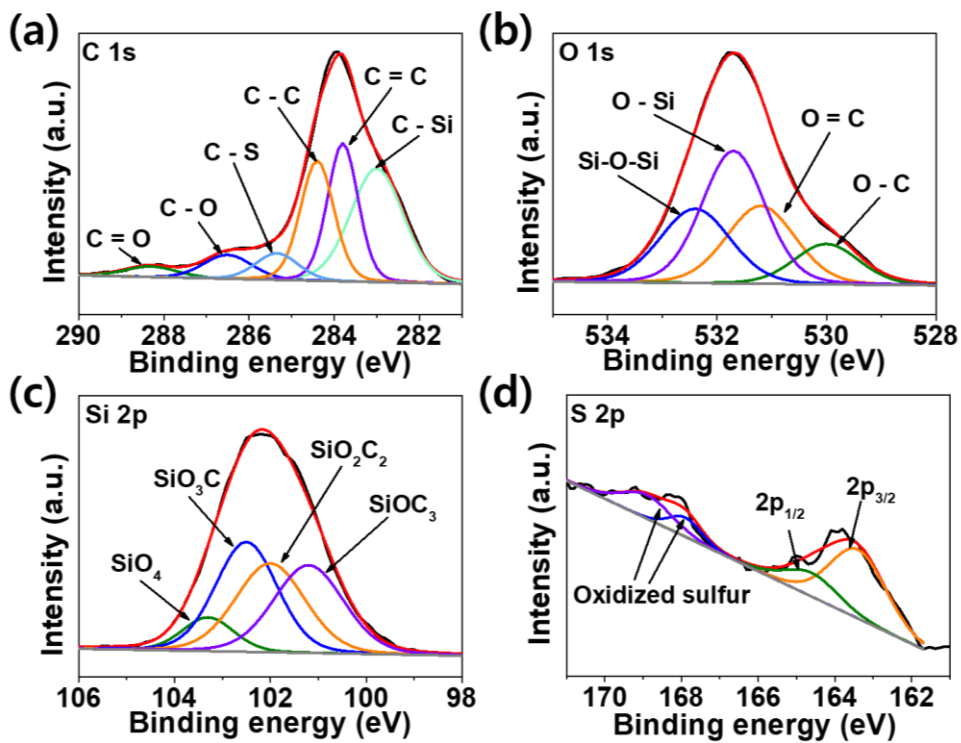 (a)
C 1s
C = C
C - C
C - Si
C - S
C - O
C = O
Intensity (a.u.)
290 288 286 284 282
Binding energy (eV)
(b)
O 1s
O - Si
O = C
Si-O-Si
O - C
Intensity (a.u.)
534 532 530 528
Binding energy (eV)
(c)
Si 2p
SiO₃C
SiO₂C₂
SiOC₃
SiO₄
Intensity (a.u.)
106 104 102 100 98
Binding energy (eV)
(d)
S 2p
2p₁/₂
2p₃/₂
Oxidized sulfur
Intensity (a.u.)
170 168 166 164 162
Binding energy (eV)